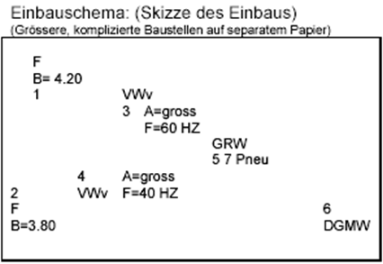 Einbauschema: (Skizze des Einbaus)
(Grössere, komplizierte Baustellen auf separatem Papier)
F
B= 4.20
1 VWv
3 A=gross
F=60 HZ
GRW
5 7 Pneu
4 A=gross
2 VWv F=40 HZ
F 6
B=3.80 DGMW